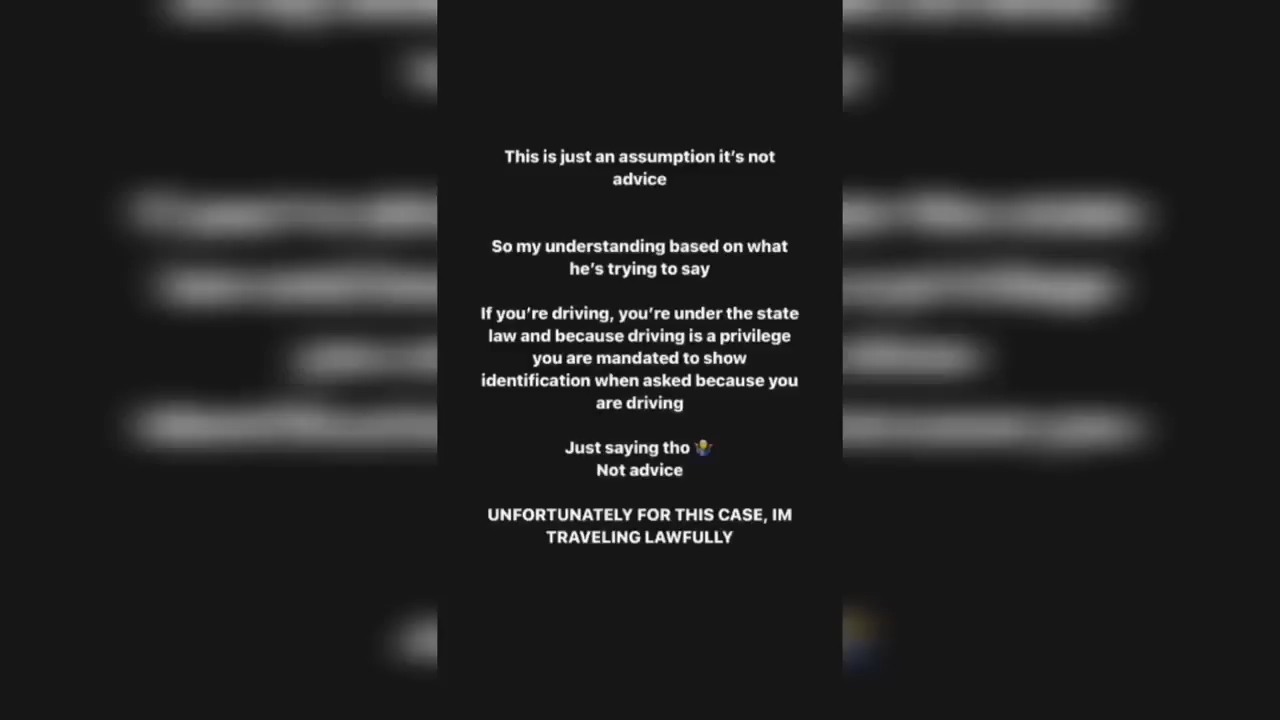 This is just an assumption it's not
advice
So my understanding based on what
he's trying to say
If you're driving, you're under the state
law and because driving is a privilege
you are mandated to show
identification when asked because you
are driving
Just saying tho 🤷‍♂️
Not advice
UNFORTUNATELY FOR THIS CASE, IM
TRAVELING LAWFULLY